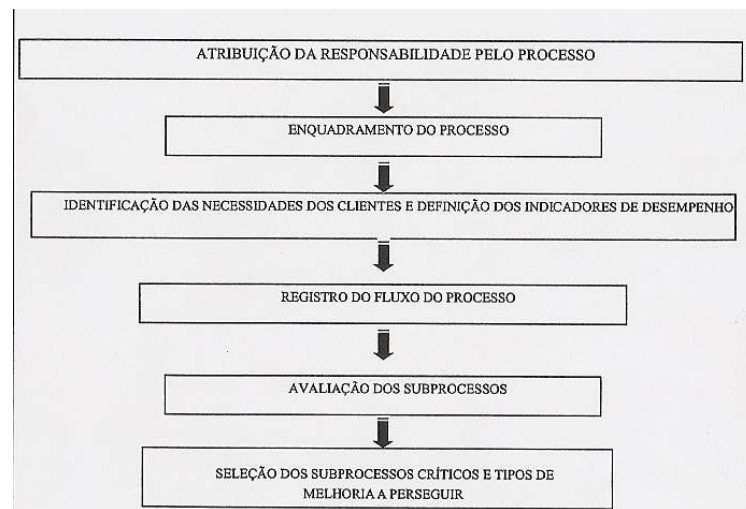 ATRIBUIÇÃO DA RESPONSABILIDADE PELO PROCESSO
ENQUADRAMENTO DO PROCESSO
IDENTIFICAÇÃO DAS NECESSIDADES DOS CLIENTES E DEFINIÇÃO DOS INDICADORES DE DESEMPENHO
REGISTRO DO FLUXO DO PROCESSO
AVALIAÇÃO DOS SUBPROCESSOS
SELEÇÃO DOS SUBPROCESSOS CRÍTICOS E TIPOS DE
MELHORIA A PERSEGUIR